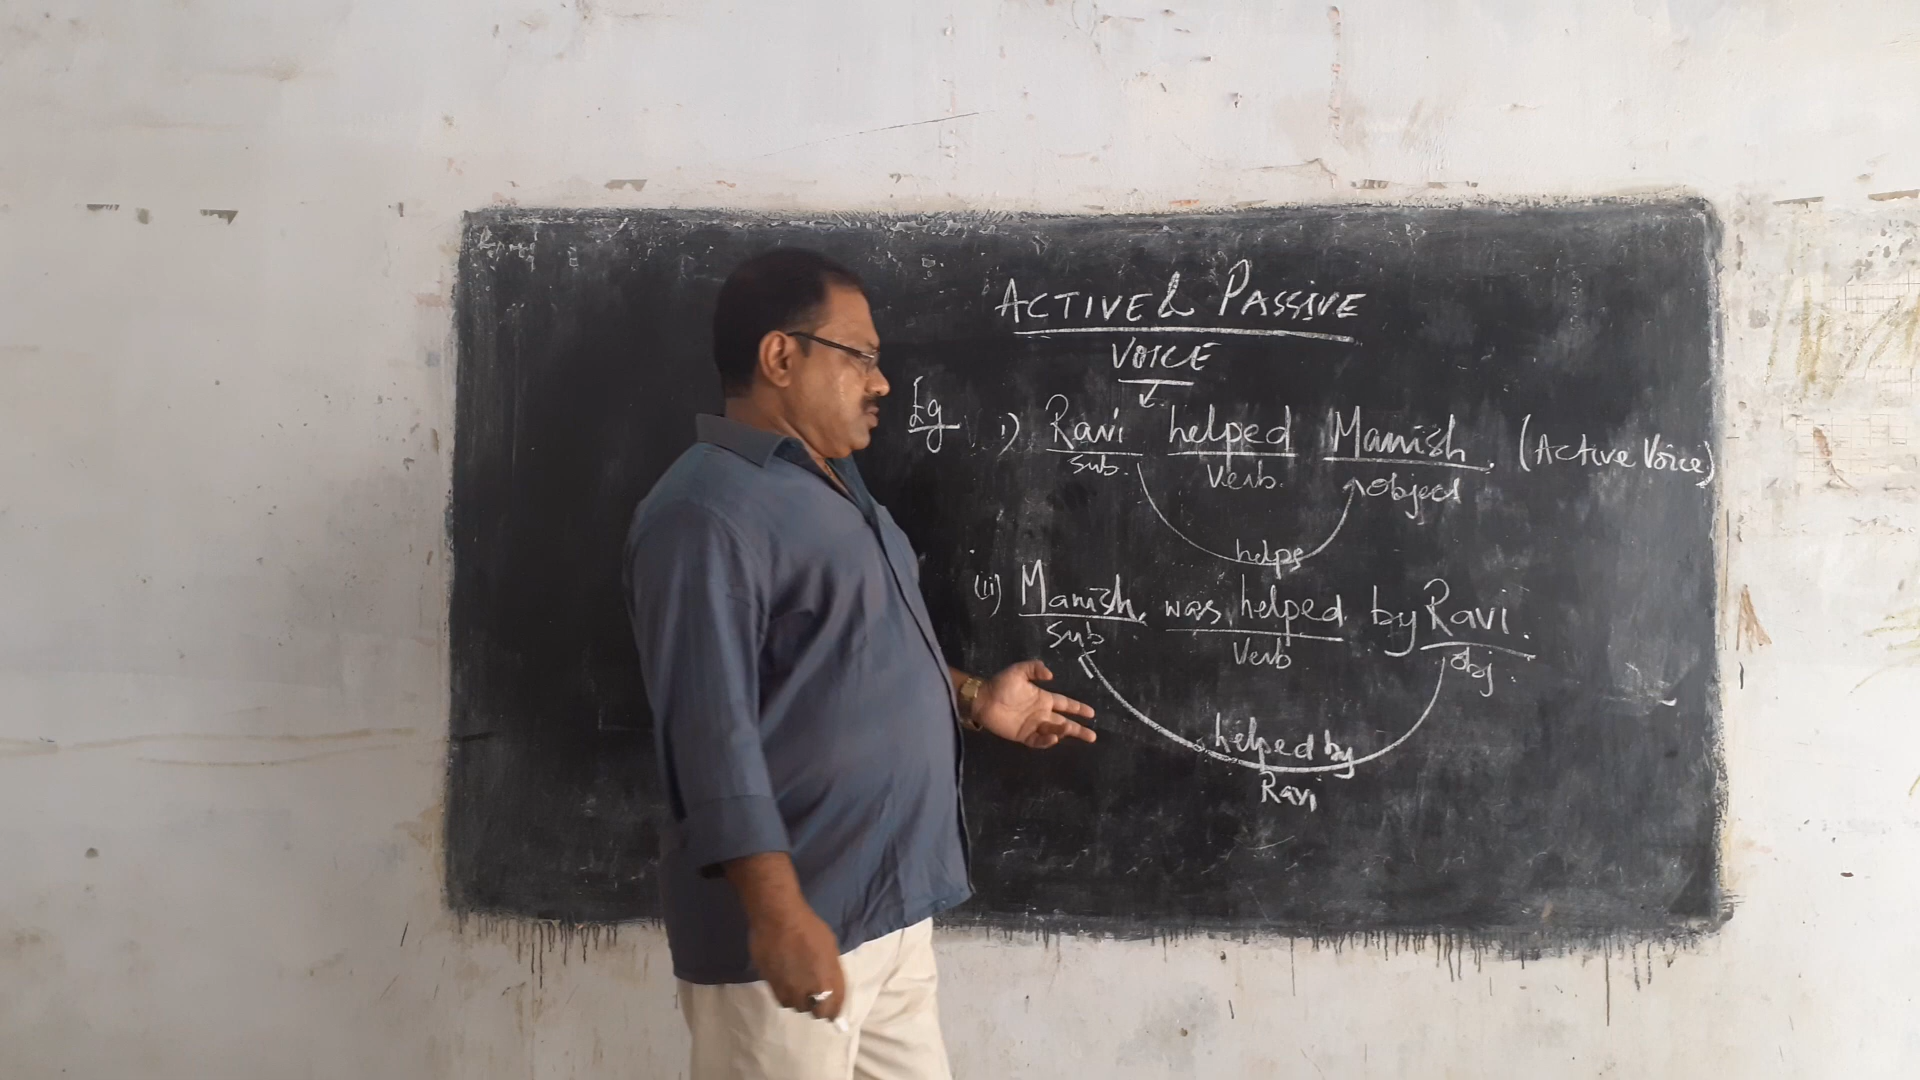 ACTIVE & PASSIVE
VOICE
Eg i) Ravi helped Manish. (Active Voice)
Sub. Verb. Object
helps
(ii) Manish was helped by Ravi.
Sub Verb Obj
helped by
Ravi